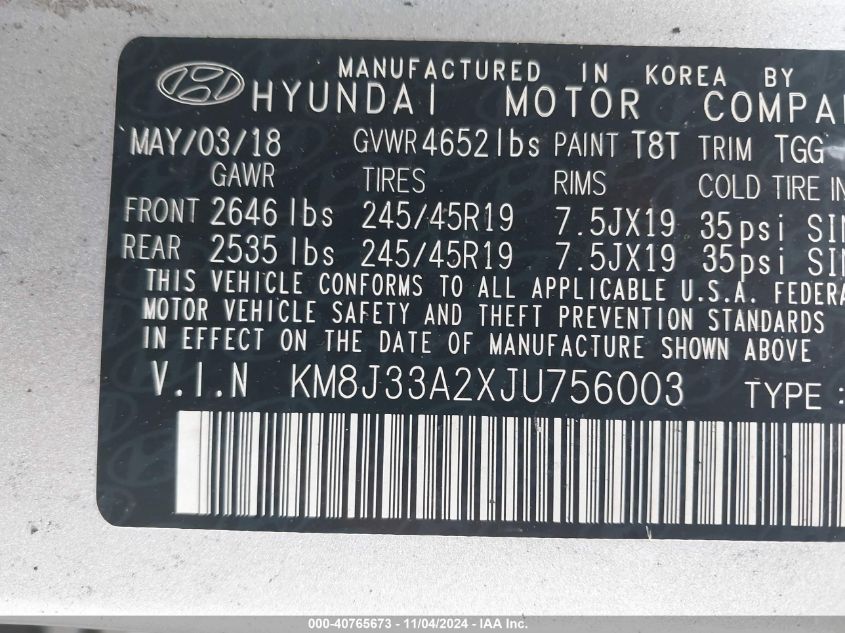 MANUFACTURED IN KOREA BY
HYUNDAI MOTOR
MAY/03/18 GVWR 4652 lbs PAINT T8T TRIM TGG
GAWR TIRES RIMS COLD TIRE
FRONT 2646 lbs 245/45R19 7.5JX19 35psi
REAR 2535 lbs 245/45R19 7.5JX19 35psi
THIS VEHICLE CONFORMS TO ALL APPLICABLE U.S.A.
MOTOR VEHICLE SAFETY AND THEFT PREVENTION STANDARDS
IN EFFECT ON THE DATE OF MANUFACTURE SHOWN ABOVE
V.I.N KM8J33A2XJU756003 TYPE :
000-40765673 - 11/04/2024 - IAA Inc.